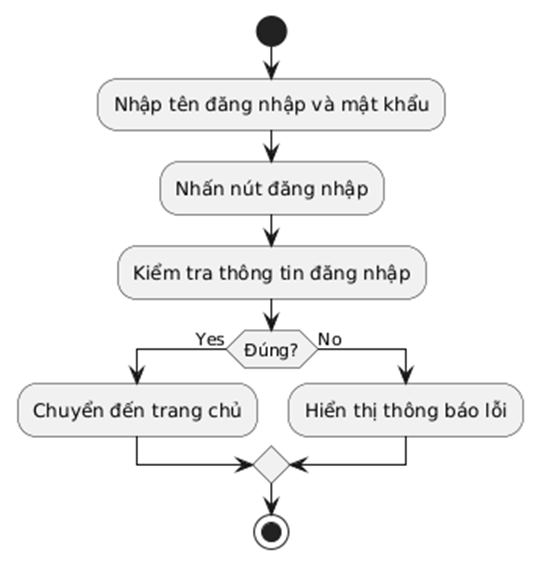 Nhập tên đăng nhập và mật khẩu
Nhấn nút đăng nhập
Kiểm tra thông tin đăng nhập
Yes
Đúng?
No
Chuyển đến trang chủ
Hiển thị thông báo lỗi